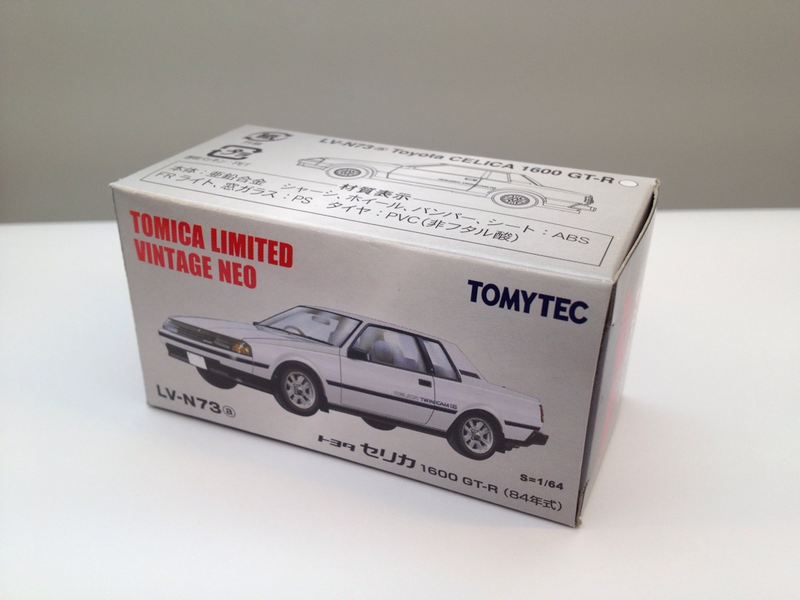 LV-N73ⓐ Toyota CELICA 1600 GT-R
材質表示
本体：亜鉛合金　シャーシ、ホイール、バンパー、シート：ABS
FRライト、窓ガラス：PS　タイヤ：PVC(非フタル酸)
TOMICA LIMITED
VINTAGE NEO
TOMYTEC
LV-N73ⓐ
トヨタ セリカ 1600 GT-R (84年式)
S=1/64